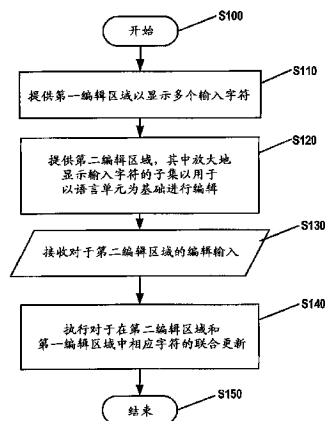 S100
开始
S110
提供第一编辑区域以显示多个输入字符
S120
提供第二编辑区域，其中放大地
显示输入字符的子集以用于
以语言单元为基础进行编辑
S130
接收对于第二编辑区域的编辑输入
S140
执行对于在第二编辑区域和
第一编辑区域中相应字符的联合更新
S150
结束